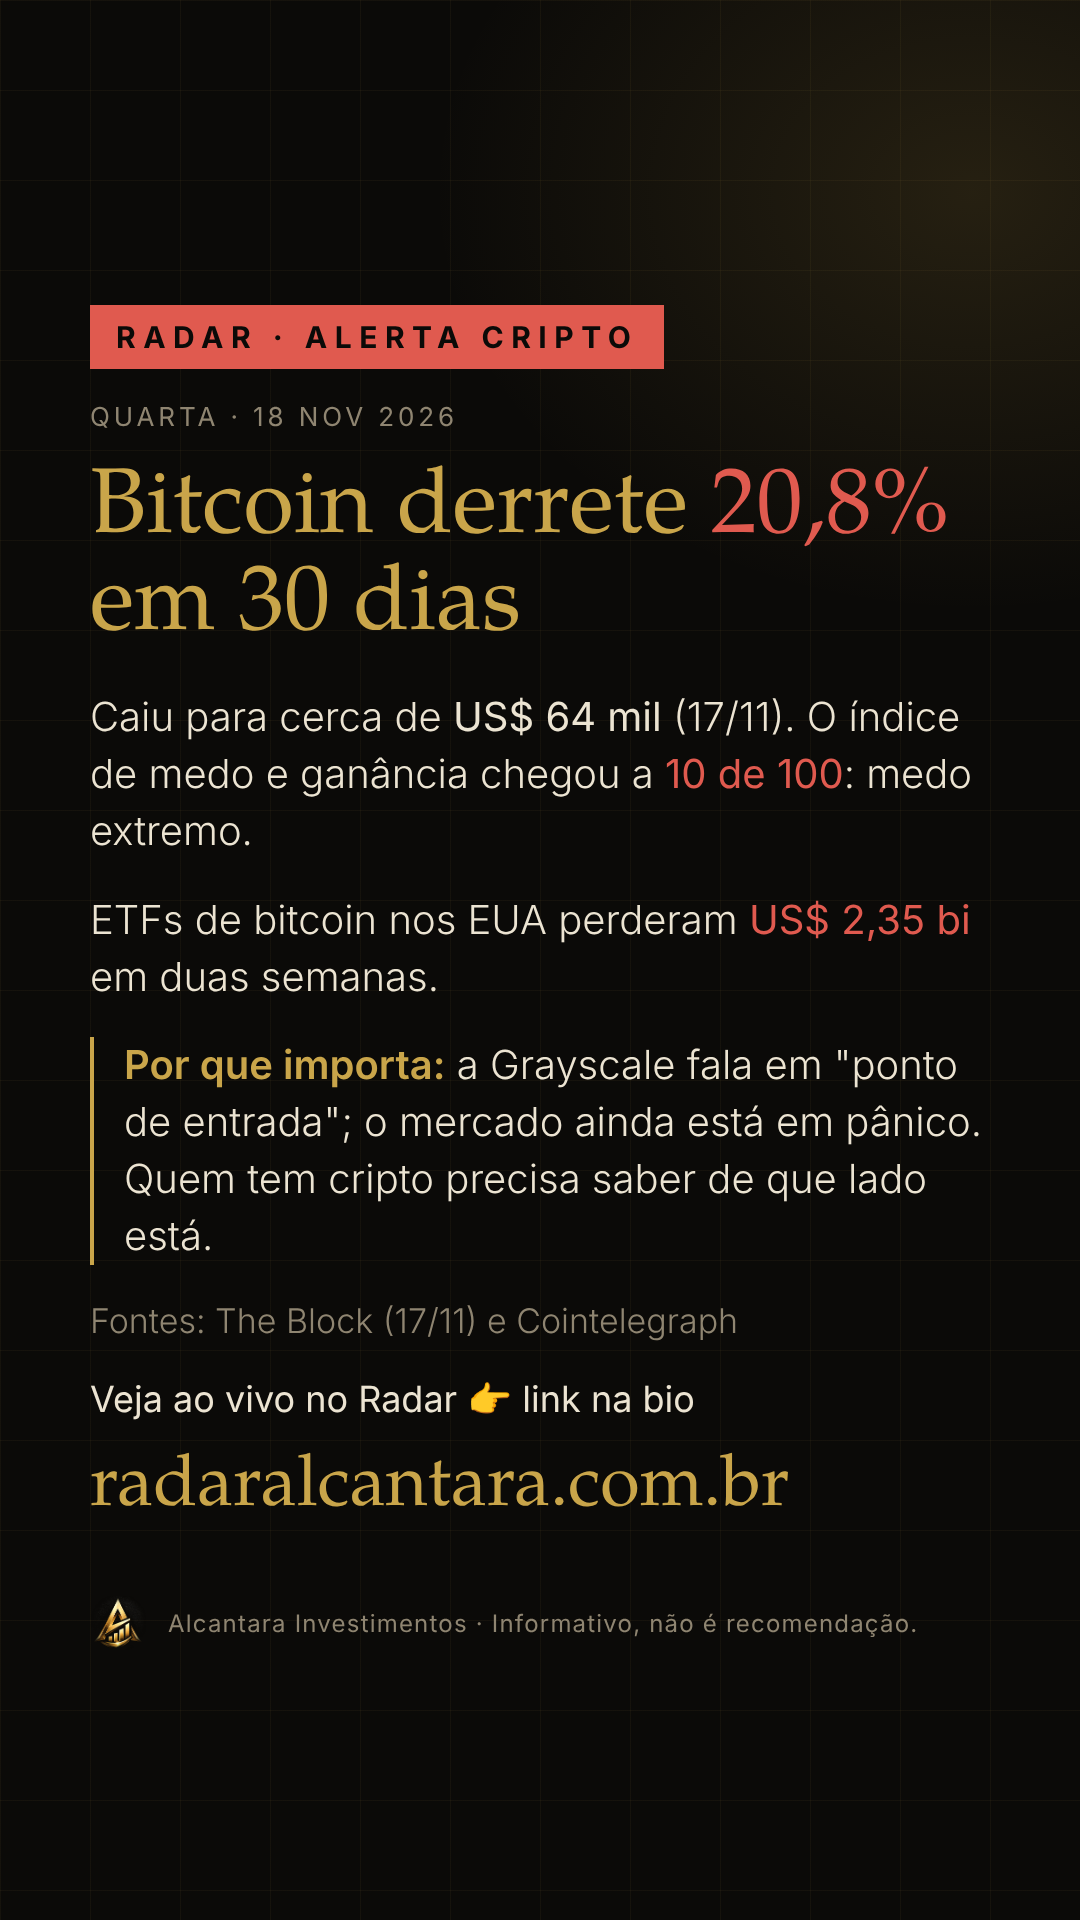 RADAR · ALERTA CRIPTO
QUARTA · 18 NOV 2026
Bitcoin derrete 20,8%
em 30 dias
Caiu para cerca de US$ 64 mil (17/11). O índice
de medo e ganância chegou a 10 de 100: medo
extremo.
ETFs de bitcoin nos EUA perderam US$ 2,35 bi
em duas semanas.
Por que importa: a Grayscale fala em "ponto
de entrada"; o mercado ainda está em pânico.
Quem tem cripto precisa saber de que lado
está.
Fontes: The Block (17/11) e Cointelegraph
Veja ao vivo no Radar 👉 link na bio
radaralcantara.com.br
Alcantara Investimentos · Informativo, não é recomendação.